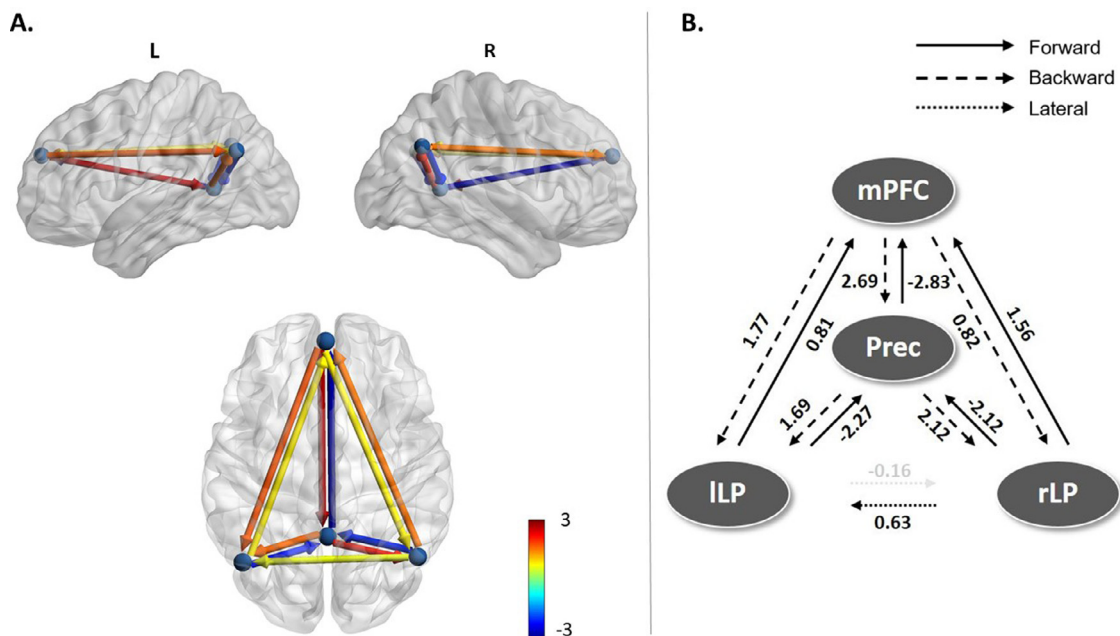 A.
L
R
3
-3
B.
Forward
Backward
Lateral
mPFC
2.69
-2.83
1.77
0.81
0.82
1.56
Prec
1.69
-2.27
2.12
-2.12
lLP
-0.16
0.63
rLP